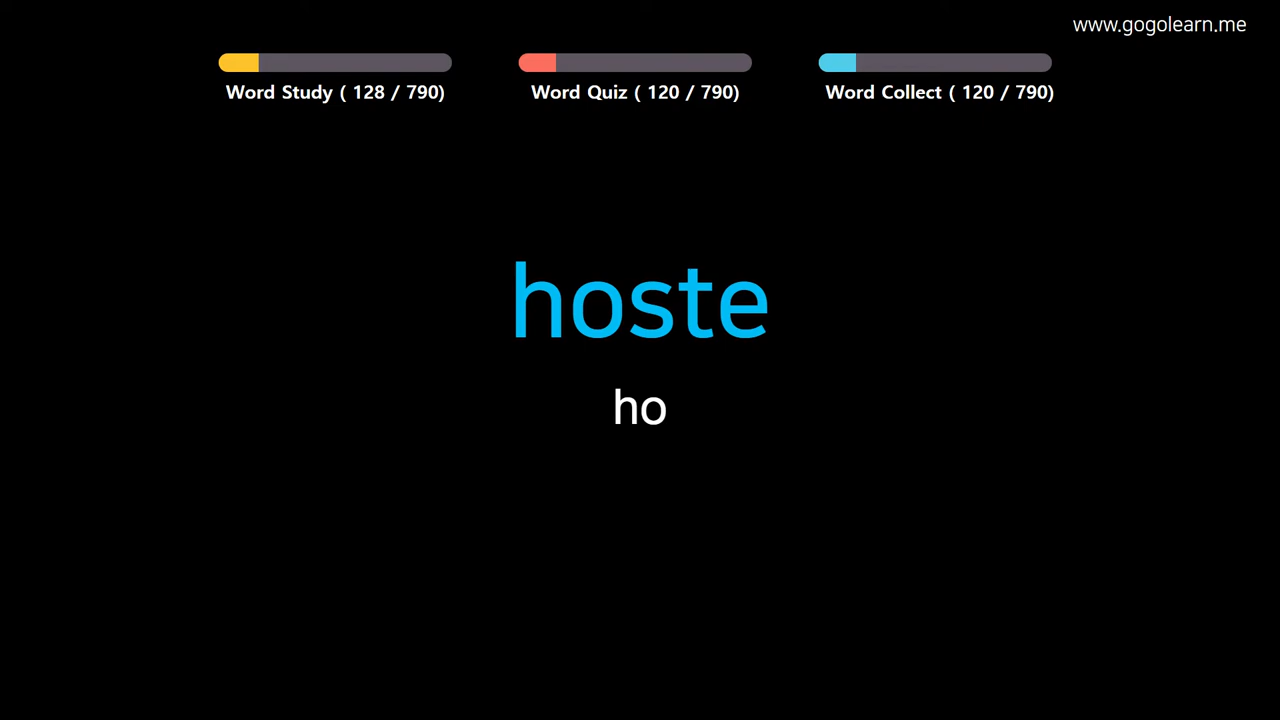 www.gogolearn.me
Word Study ( 128 / 790)
Word Quiz ( 120 / 790)
Word Collect ( 120 / 790)
hoste
ho